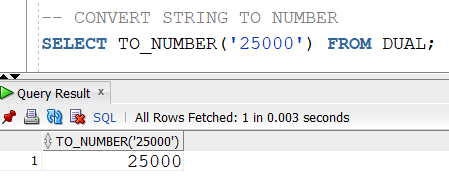 -- CONVERT STRING TO NUMBER
SELECT TO_NUMBER('25000') FROM DUAL;
Query Result x
SQL | All Rows Fetched: 1 in 0.003 seconds
TO_NUMBER('25000')
1 25000